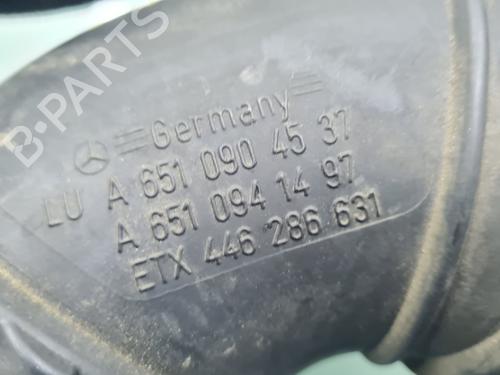 B-PARTS
Germany
LU A 651 090 45 37
A 651 094 14 97
ETX 446 286 631